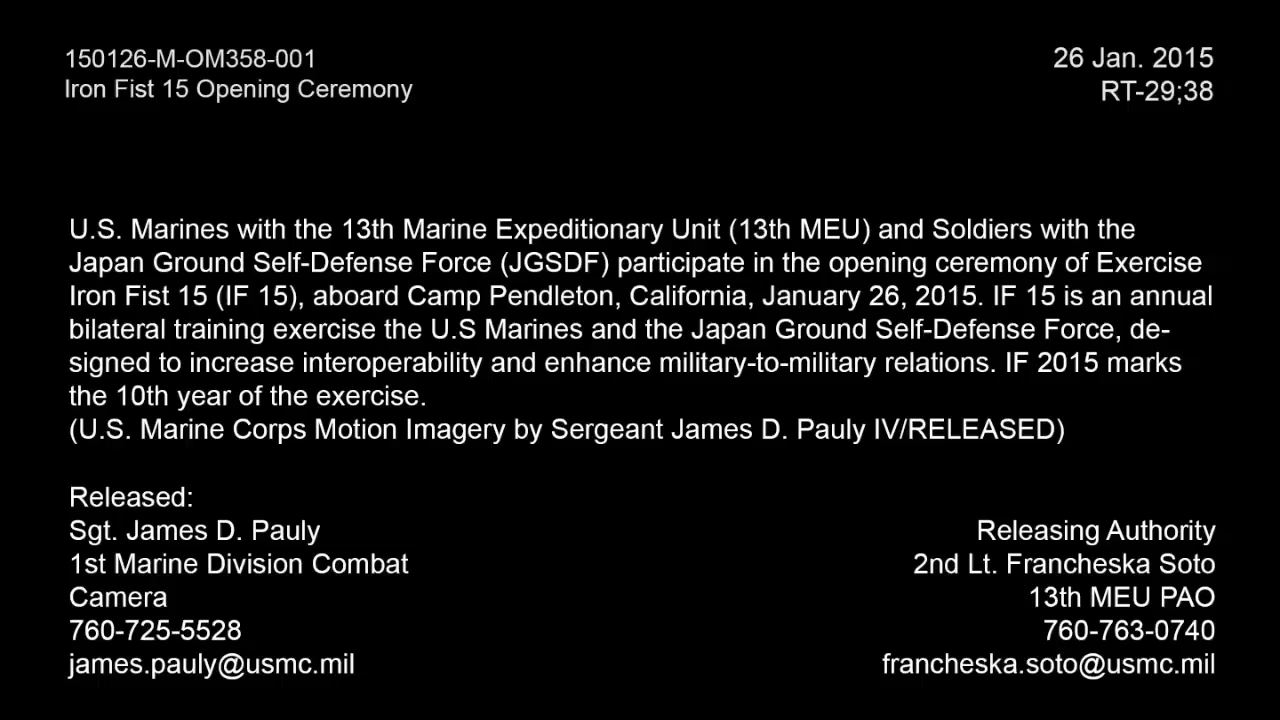 150126-M-OM358-001
Iron Fist 15 Opening Ceremony
26 Jan. 2015
RT-29;38
U.S. Marines with the 13th Marine Expeditionary Unit (13th MEU) and Soldiers with the
Japan Ground Self-Defense Force (JGSDF) participate in the opening ceremony of Exercise
Iron Fist 15 (IF 15), aboard Camp Pendleton, California, January 26, 2015. IF 15 is an annual
bilateral training exercise the U.S Marines and the Japan Ground Self-Defense Force, de-
signed to increase interoperability and enhance military-to-military relations. IF 2015 marks
the 10th year of the exercise.
(U.S. Marine Corps Motion Imagery by Sergeant James D. Pauly IV/RELEASED)
Released:
Sgt. James D. Pauly
1st Marine Division Combat
Camera
760-725-5528
james.pauly@usmc.mil
Releasing Authority
2nd Lt. Francheska Soto
13th MEU PAO
760-763-0740
francheska.soto@usmc.mil